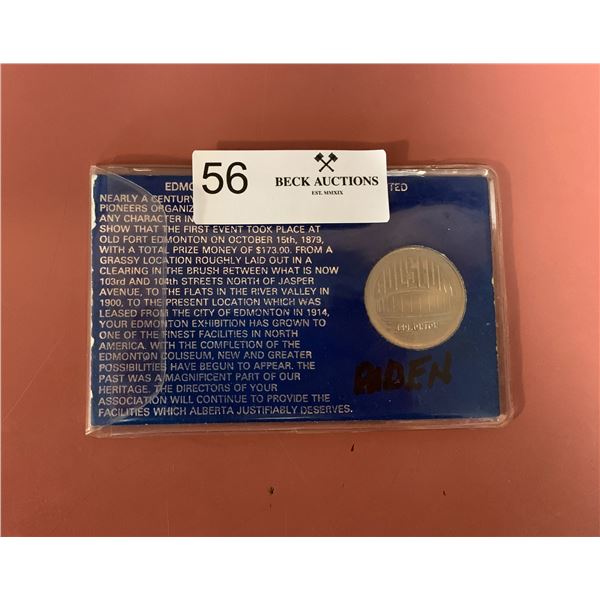 56
BECK AUCTIONS
EST. MMXIX
EDMO TED
NEARLY A CENTURY
PIONEERS ORGANIZ
ANY CHARACTER IN
SHOW THAT THE FIRST EVENT TOOK PLACE AT
OLD FORT EDMONTON ON OCTOBER 15th, 1879,
WITH A TOTAL PRIZE MONEY OF $173.90. FROM A
GRASSY LOCATION ROUGHLY LAID OUT IN A
CLEARING IN THE BRUSH BETWEEN WHAT IS NOW
103rd AND 104th STREETS NORTH OF JASPER
AVENUE, TO THE FLATS IN THE RIVER VALLEY IN
1900, TO THE PRESENT LOCATION WHICH WAS
LEASED FROM THE CITY OF EDMONTON IN 1914,
YOUR EDMONTON EXHIBITION HAS GROWN TO
ONE OF THE FINEST FACILITIES IN NORTH
AMERICA. WITH THE COMPLETION OF THE
EDMONTON COLISEUM, NEW AND GREATER
POSSIBILITIES HAVE BEGUN TO APPEAR. THE
PAST WAS A MAGNIFICENT PART OF OUR
HERITAGE. THE DIRECTORS OF YOUR
ASSOCIATION WILL CONTINUE TO PROVIDE THE
FACILITIES WHICH ALBERTA JUSTIFIABLY DESERVES.
EDMONTON